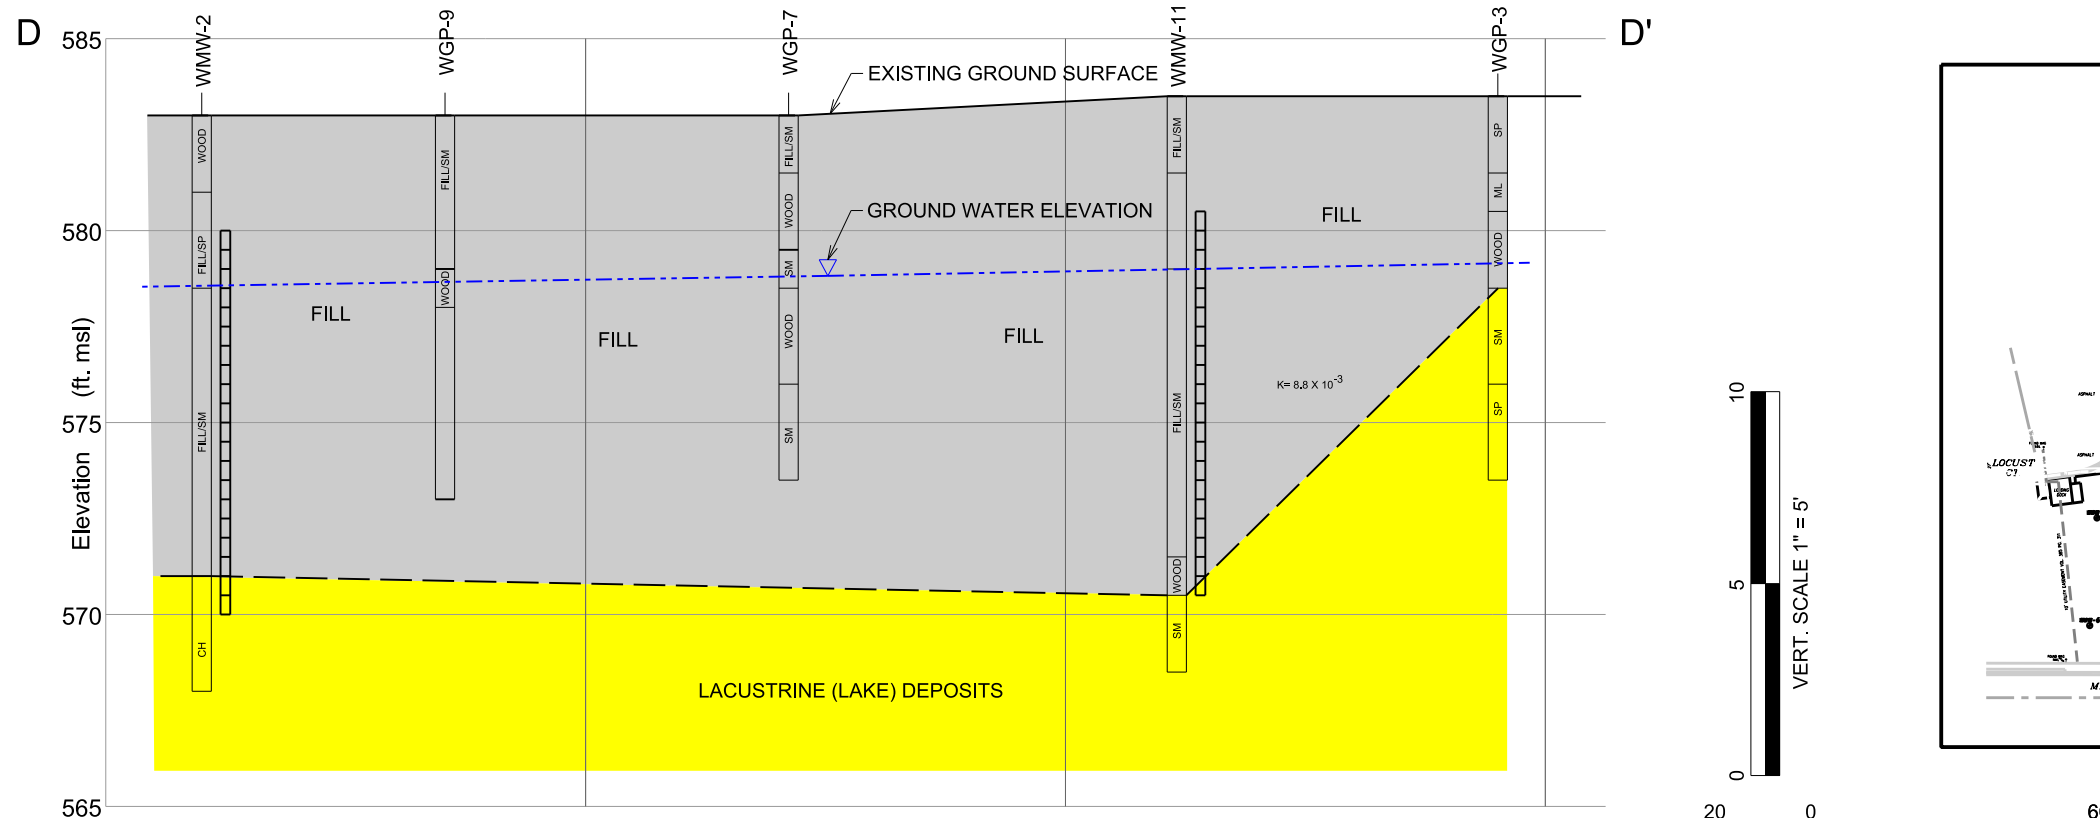 D
D'
WMW-2
WGP-9
WGP-7
WMW-11
WGP-3
585
580
575
570
565
Elevation (ft. msl)
EXISTING GROUND SURFACE
GROUND WATER ELEVATION
FILL
FILL
FILL
FILL
K= 8.8 X 10-3
LACUSTRINE (LAKE) DEPOSITS
WOOD
FILL/SP
FILL/SM
CH
FILL/SM
WOOD
FILL/SM
WOOD
SM
WOOD
SM
FILL/SM
FILL/SM
WOOD
SM
SP
ML
WOOD
SM
SP
10
5
0
VERT. SCALE 1" = 5'
20
0
ASPHALT
ASPHALT
LOCUST